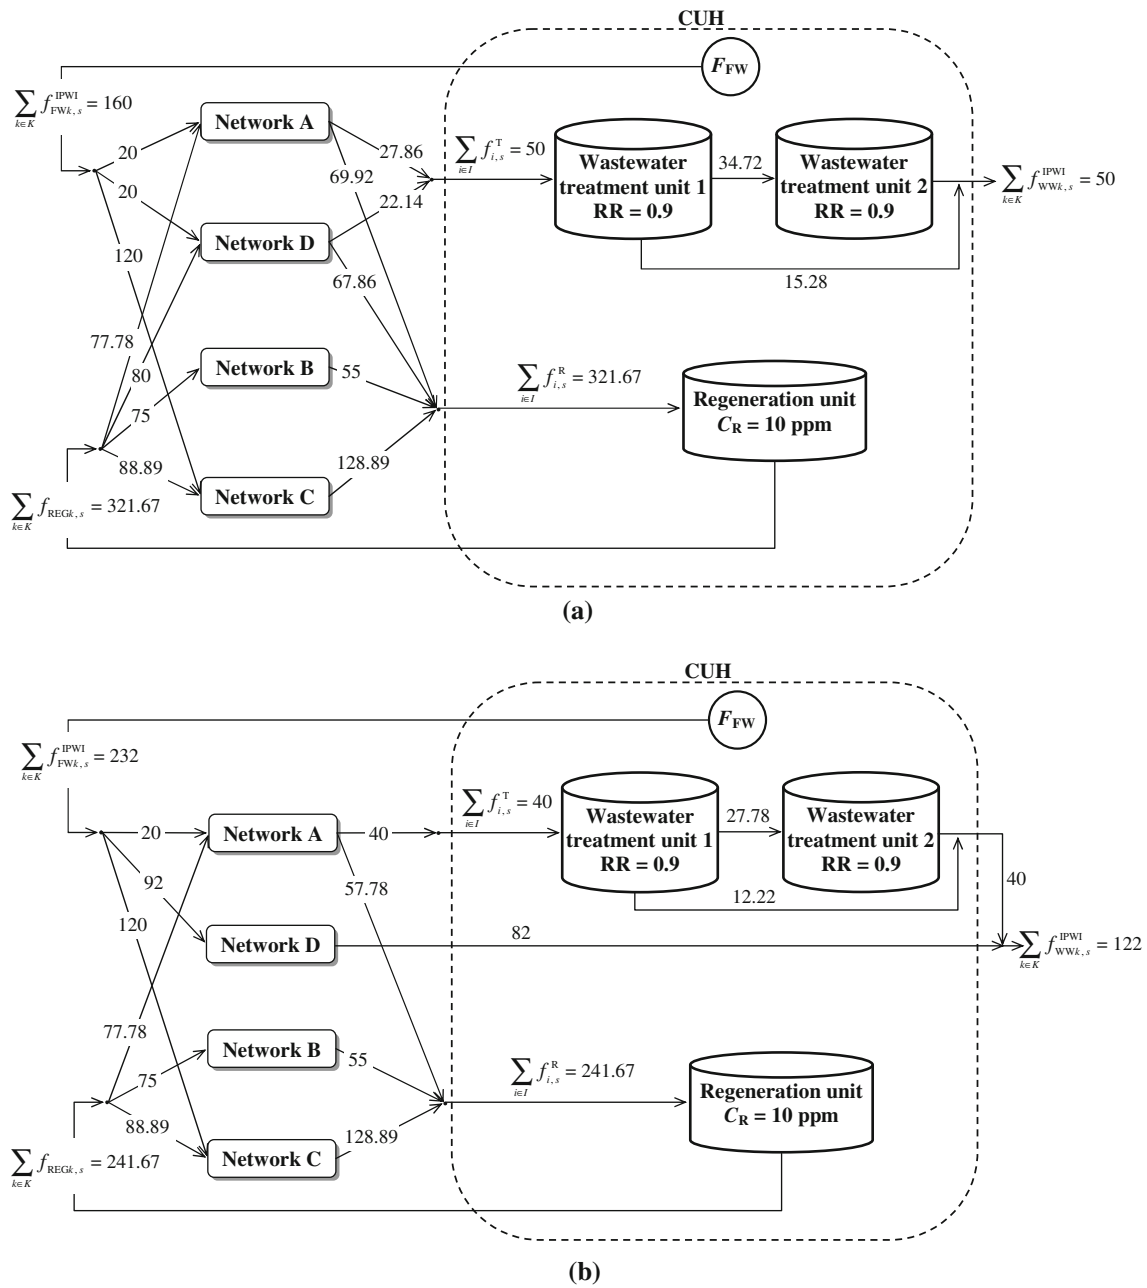 CUH
F_FW
∑_{k∈K} f^{IPWI}_{FWk,s} = 160
Network A
20
27.86
∑_{i∈I} f^{T}_{i,s} = 50
Wastewater
treatment unit 1
RR = 0.9
34.72
Wastewater
treatment unit 2
RR = 0.9
∑_{k∈K} f^{IPWI}_{WWk,s} = 50
69.92
20
22.14
Network D
120
67.86
15.28
77.78
80
Network B
55
75
∑_{i∈I} f^{R}_{i,s} = 321.67
Regeneration unit
C_R = 10 ppm
88.89
128.89
Network C
∑_{k∈K} f_{REGk,s} = 321.67
(a)
CUH
F_FW
∑_{k∈K} f^{IPWI}_{FWk,s} = 232
20
Network A
40
∑_{i∈I} f^{T}_{i,s} = 40
Wastewater
treatment unit 1
RR = 0.9
27.78
Wastewater
treatment unit 2
RR = 0.9
92
57.78
40
12.22
120
Network D
82
∑_{k∈K} f^{IPWI}_{WWk,s} = 122
77.78
Network B
55
75
∑_{i∈I} f^{R}_{i,s} = 241.67
Regeneration unit
C_R = 10 ppm
88.89
128.89
Network C
∑_{k∈K} f_{REGk,s} = 241.67
(b)